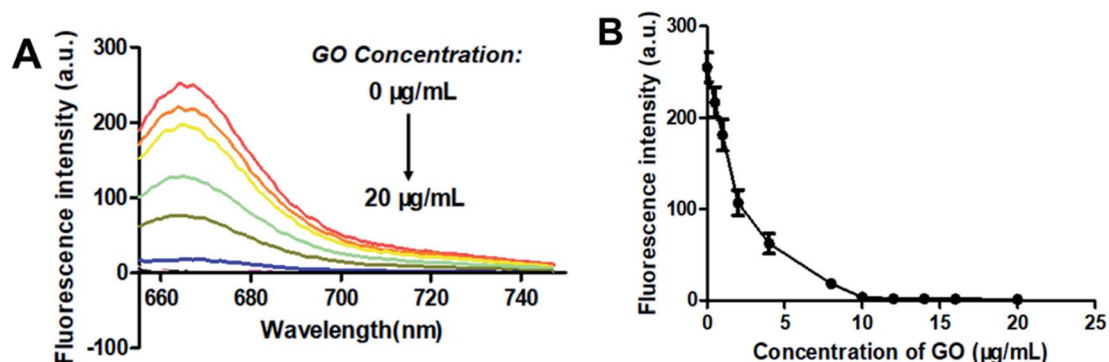 A
Fluorescence intensity (a.u.)
300
200
100
0
-100
GO Concentration:
0 µg/mL
20 µg/mL
660 680 700 720 740
Wavelength(nm)
B
Fluorescence intensity (a.u.)
300
200
100
0
0 5 10 15 20 25
Concentration of GO (µg/mL)